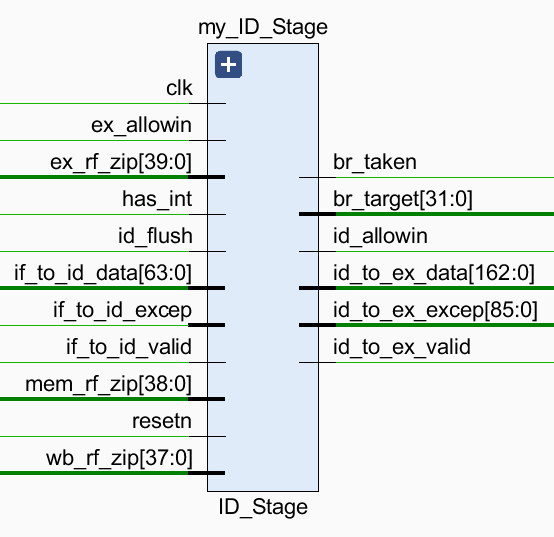 my_ID_Stage
clk
ex_allowin
ex_rf_zip[39:0]
has_int
id_flush
if_to_id_data[63:0]
if_to_id_excep
if_to_id_valid
mem_rf_zip[38:0]
resetn
wb_rf_zip[37:0]
br_taken
br_target[31:0]
id_allowin
id_to_ex_data[162:0]
id_to_ex_excep[85:0]
id_to_ex_valid
ID_Stage